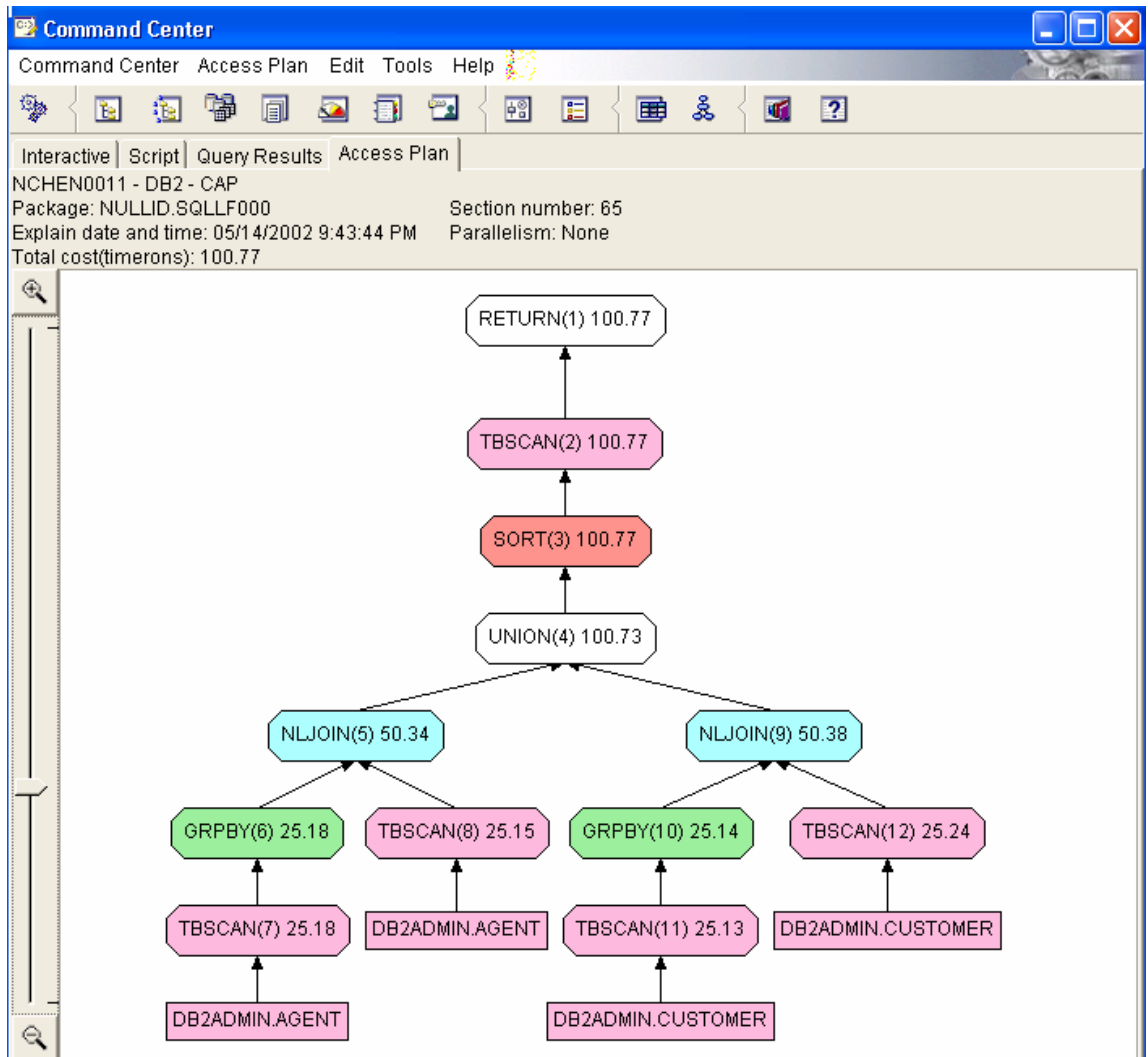 Command Center
Command Center Access Plan Edit Tools Help
Interactive Script Query Results Access Plan
NCHEN0011 - DB2 - CAP
Package: NULLID.SQLLF000 Section number: 65
Explain date and time: 05/14/2002 9:43:44 PM Parallelism: None
Total cost(timerons): 100.77
RETURN(1) 100.77
TBSCAN(2) 100.77
SORT(3) 100.77
UNION(4) 100.73
NLJOIN(5) 50.34 NLJOIN(9) 50.38
GRPBY(6) 25.18 TBSCAN(8) 25.15 GRPBY(10) 25.14 TBSCAN(12) 25.24
TBSCAN(7) 25.18 DB2ADMIN.AGENT TBSCAN(11) 25.13 DB2ADMIN.CUSTOMER
DB2ADMIN.AGENT DB2ADMIN.CUSTOMER